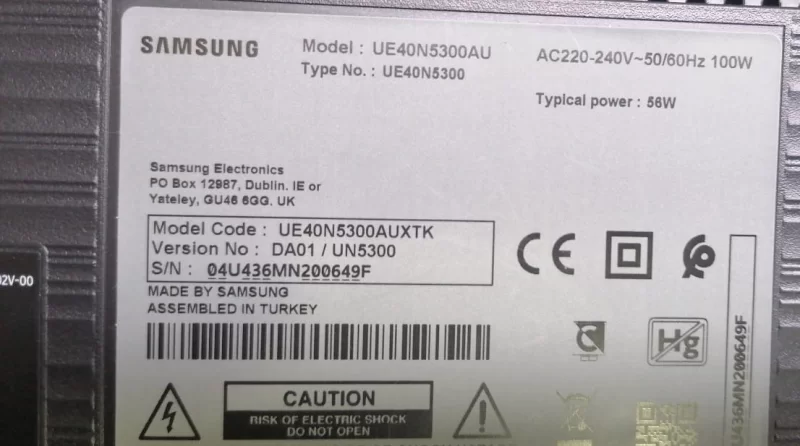 SAMSUNG
Model : UE40N5300AU
Type No. : UE40N5300
AC220-240V~50/60Hz 100W
Typical power : 56W
Samsung Electronics
PO Box 12987, Dublin. IE or
Yateley, GU46 6GG. UK
Model Code : UE40N5300AUXTK
Version No : DA01 / UN5300
S/N : 04U436MN200649F
MADE BY SAMSUNG
ASSEMBLED IN TURKEY
CE
Hg
436MN200649F
02V-00
CAUTION
RISK OF ELECTRIC SHOCK
DO NOT OPEN